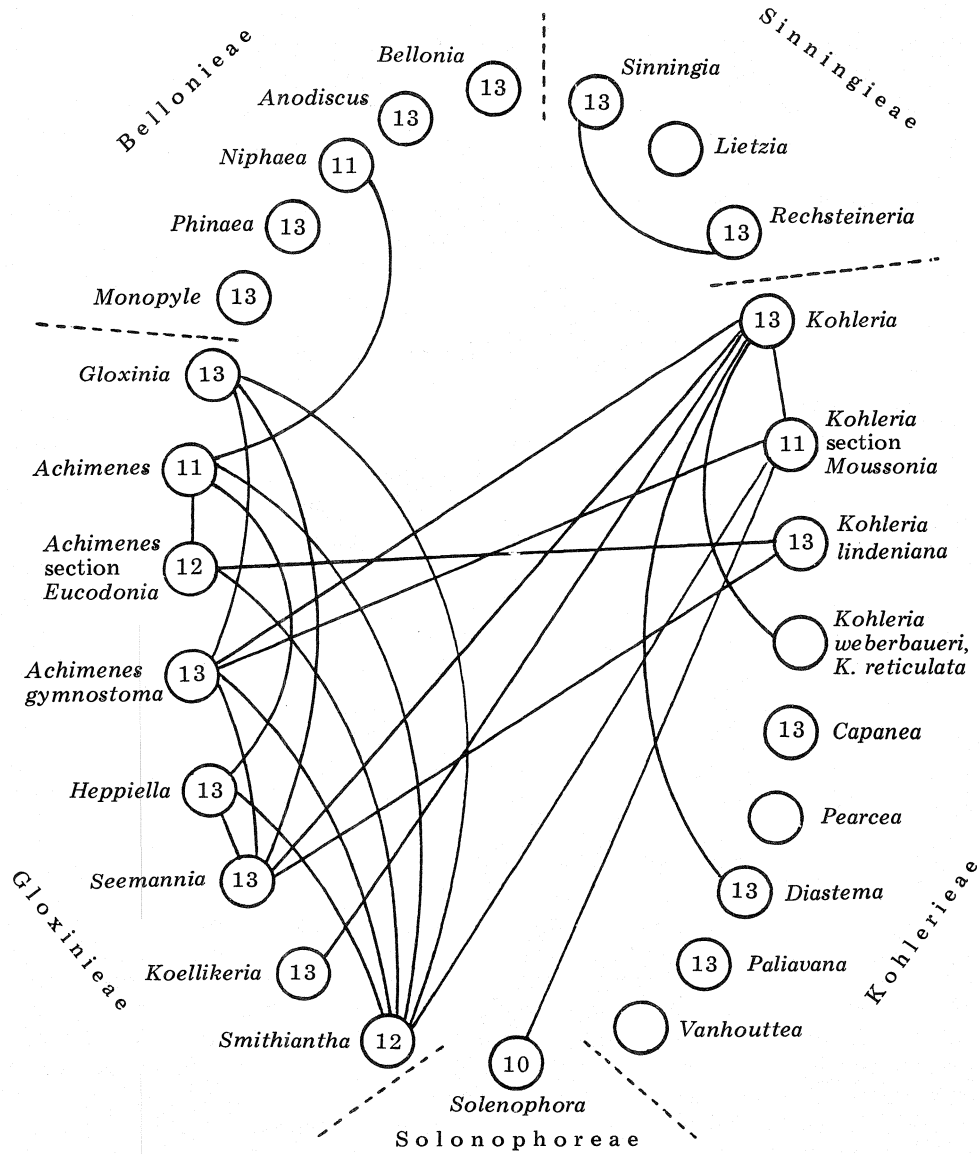 Bellonieae
Sinningieae
Bellonia
13
Sinningia
13
Anodiscus
13
Lietzia
Niphaea
11
Phinaea
13
Rechsteineria
13
Monopyle
13
Kohleria
13
Gloxinia
13
Kohleria
section
Moussonia
11
Achimenes
11
Kohleria
lindeniana
13
Achimenes
section
Eucodonia
12
Kohleria
weberbaueri,
K. reticulata
Achimenes
gymnostoma
13
Capanea
13
Heppiella
13
Pearcea
Seemannia
13
Diastema
13
Gloxinieae
Kohlerieae
Koellikeria
13
Paliavana
13
Smithiantha
12
Vanhouttea
10
Solenophora
Solonophoreae